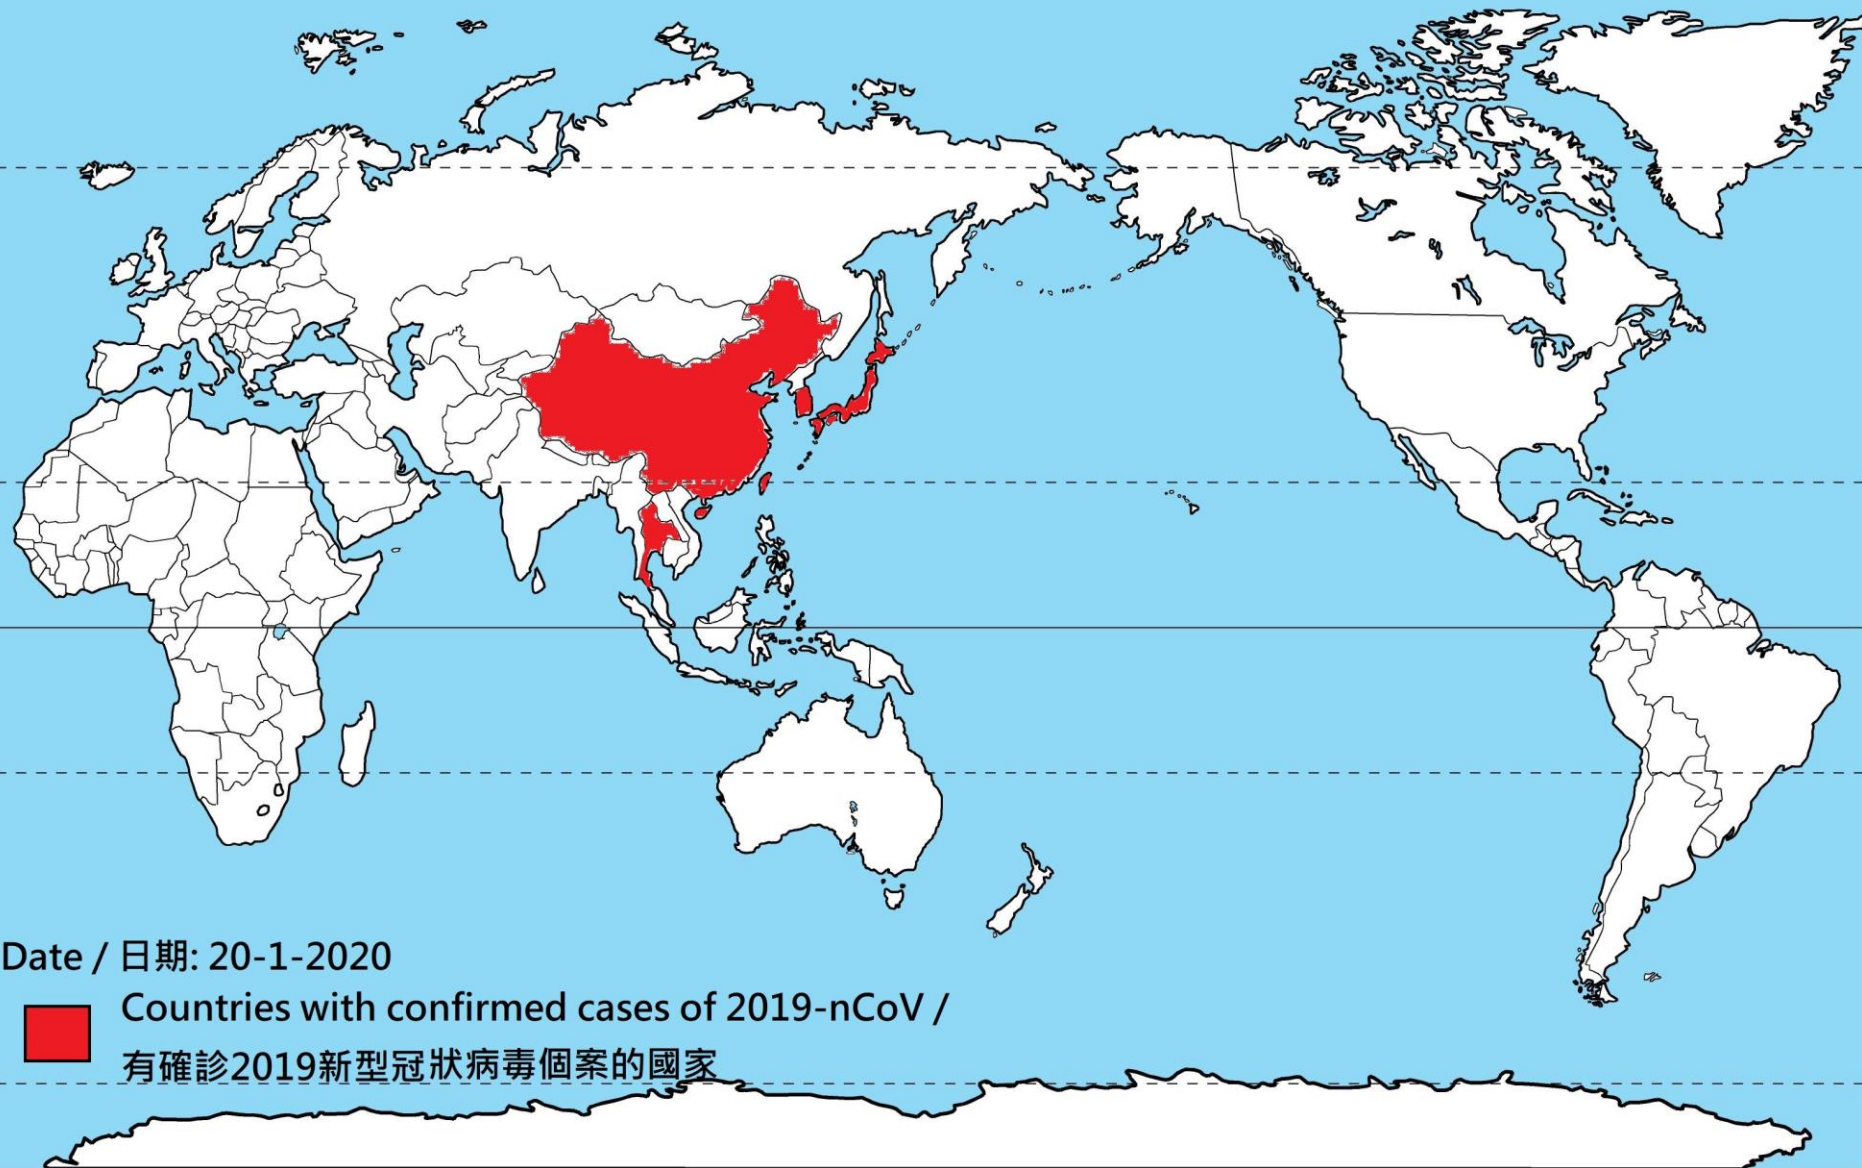 Date / 日期: 20-1-2020
Countries with confirmed cases of 2019-nCoV /
有確診2019新型冠狀病毒個案的國家